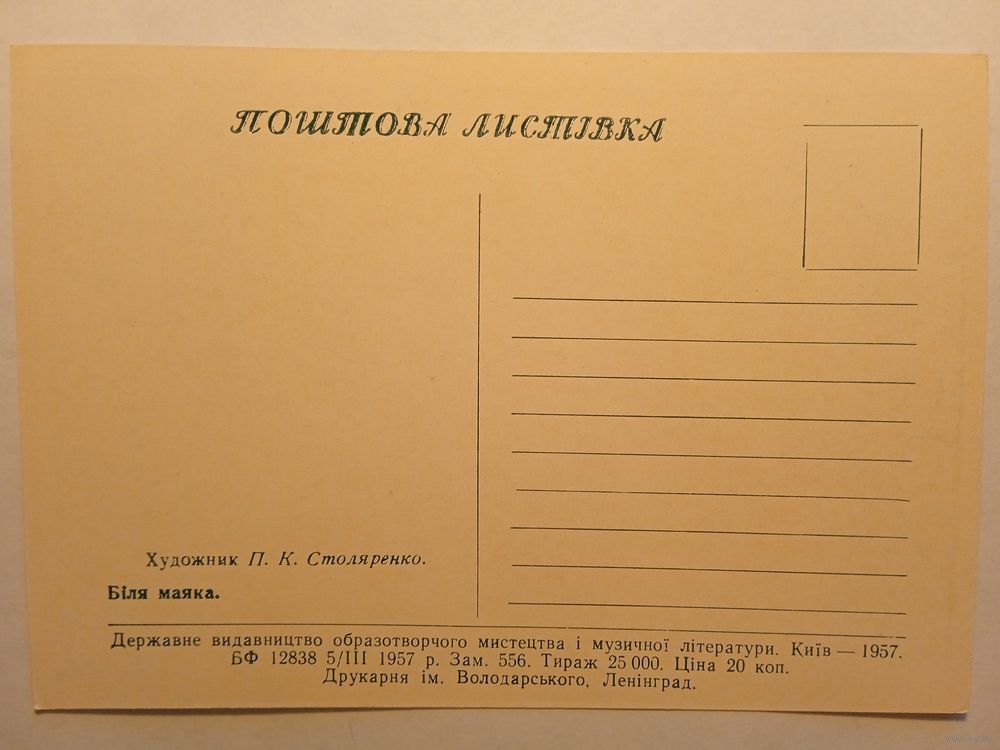 ПОШТОВА ЛИСТІВКА
Художник П. К. Столяренко.
Біля маяка.
Державне видавництво образотворчого мистецтва і музичної літератури. Київ — 1957.
БФ 12838 5/III 1957 р. Зам. 556. Тираж 25 000. Ціна 20 коп.
Друкарня ім. Володарського, Ленінград.